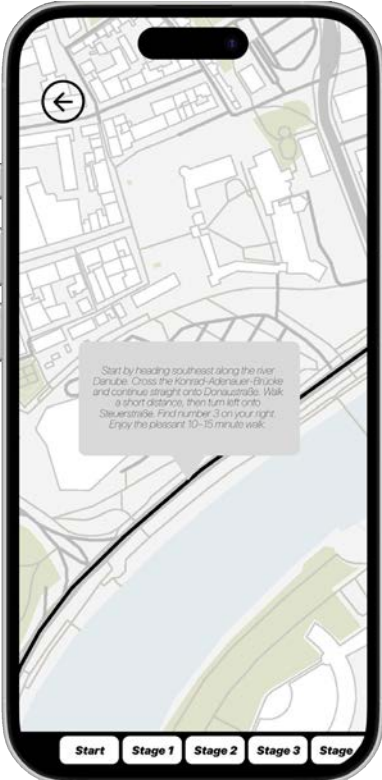 Start by heading southeast along the river
Danube. Cross the Konrad-Adenauer-Brücke
and continue straight onto Donaustraße. Walk
a short distance, then turn left onto
Steuerstraße. Find number 3 on your right.
Enjoy the pleasant 10-15 minute walk.
Start
Stage 1
Stage 2
Stage 3
Stage